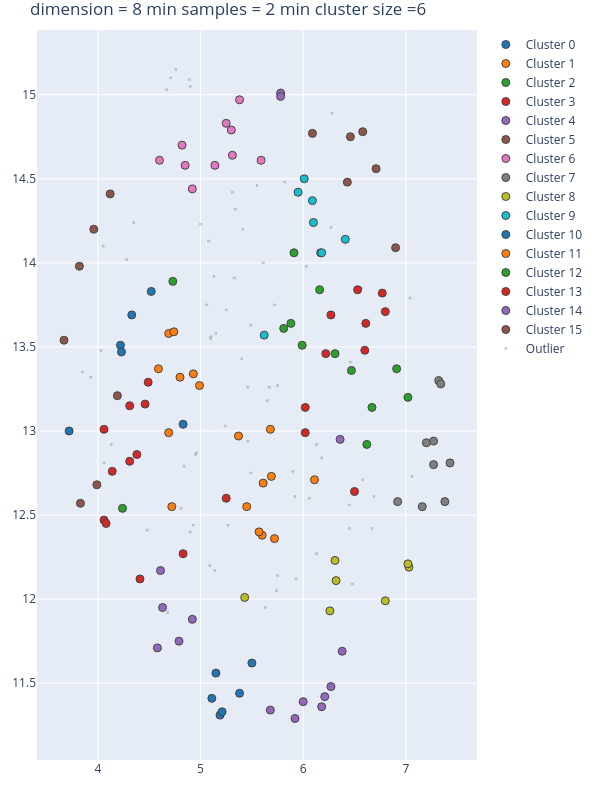 dimension = 8 min samples = 2 min cluster size =6
15
14.5
14
13.5
13
12.5
12
11.5
4
5
6
7
Cluster 0
Cluster 1
Cluster 2
Cluster 3
Cluster 4
Cluster 5
Cluster 6
Cluster 7
Cluster 8
Cluster 9
Cluster 10
Cluster 11
Cluster 12
Cluster 13
Cluster 14
Cluster 15
Outlier